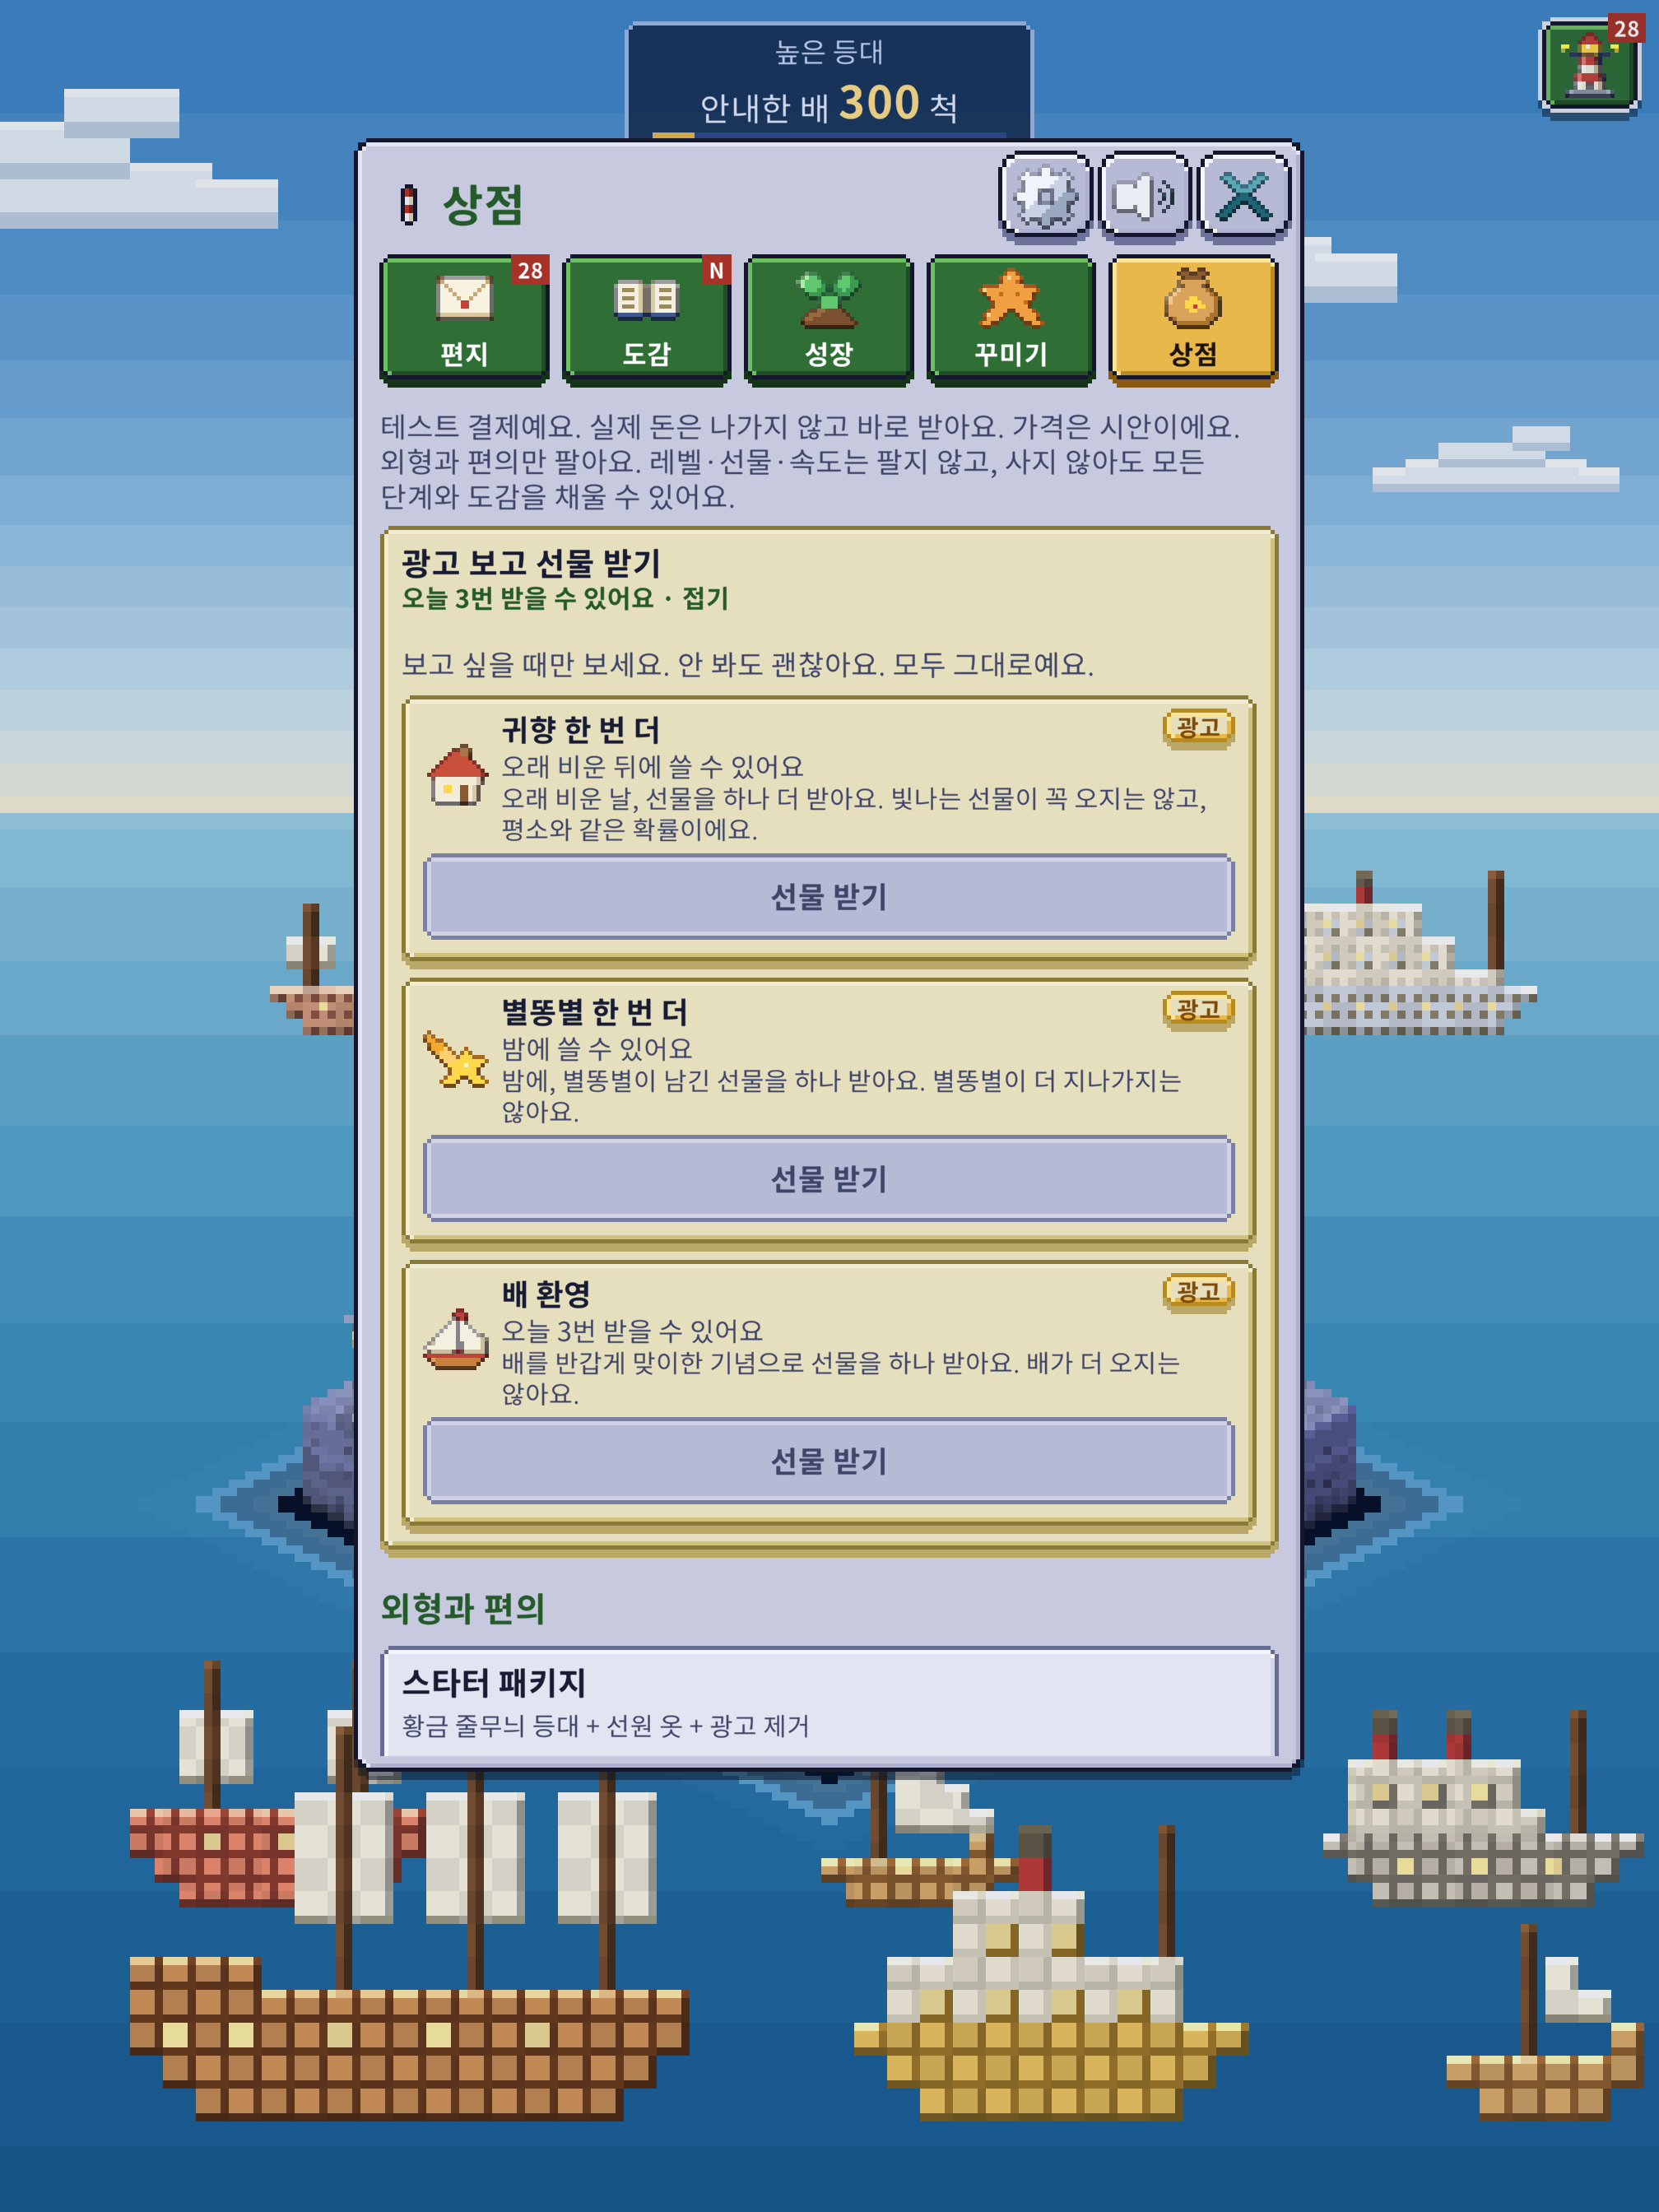 높은 등대
안내한 배 300 척
28
상점
28
N
편지
도감
성장
꾸미기
상점
테스트 결제예요. 실제 돈은 나가지 않고 바로 받아요. 가격은 시안이에요.
외형과 편의만 팔아요. 레벨·선물·속도는 팔지 않고, 사지 않아도 모든
단계와 도감을 채울 수 있어요.
광고 보고 선물 받기
오늘 3번 받을 수 있어요 · 접기
보고 싶을 때만 보세요. 안 봐도 괜찮아요. 모두 그대로예요.
귀향 한 번 더
광고
오래 비운 뒤에 쓸 수 있어요
오래 비운 날, 선물을 하나 더 받아요. 빛나는 선물이 꼭 오지는 않고,
평소와 같은 확률이에요.
선물 받기
별똥별 한 번 더
광고
밤에 쓸 수 있어요
밤에, 별똥별이 남긴 선물을 하나 받아요. 별똥별이 더 지나가지는
않아요.
선물 받기
배 환영
광고
오늘 3번 받을 수 있어요
배를 반갑게 맞이한 기념으로 선물을 하나 받아요. 배가 더 오지는
않아요.
선물 받기
외형과 편의
스타터 패키지
황금 줄무늬 등대 + 선원 옷 + 광고 제거